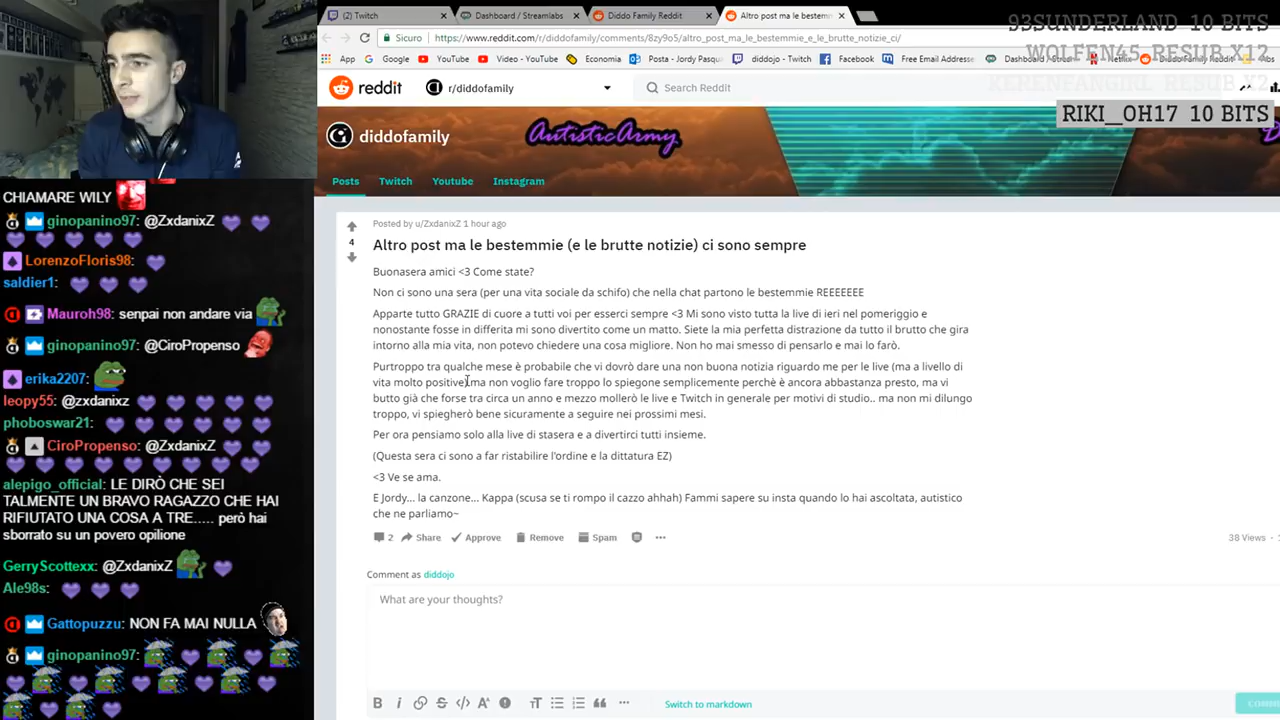 (2) Twitch
Dashboard / Streamlabs
Diddo Family Reddit
Altro post ma le bestemm
Sicuro
https://www.reddit.com/r/diddofamily/comments/8zy9o5/altro_post_ma_le_bestemmie_e_le_brutte_notizie_ci/
App
Google
YouTube
Video - YouTube
Economia
Posta - Jordy Pasqua
diddojo - Twitch
Facebook
Free Email Addresse
93SUNDERLAND 10 BITS
WOLFEN45 RESUB X12
KERENFANGIRL RESUB X2
RIKI_OH17 10 BITS
reddit
r/diddofamily
Search Reddit
diddofamily
AutisticArmy
Posts
Twitch
Youtube
Instagram
Posted by u/ZxdanixZ 1 hour ago
4
Altro post ma le bestemmie (e le brutte notizie) ci sono sempre
Buonasera amici <3 Come state?
Non ci sono una sera (per una vita sociale da schifo) che nella chat partono le bestemmie REEEEEEE
Apparte tutto GRAZIE di cuore a tutti voi per esserci sempre <3 Mi sono visto tutta la live di ieri nel pomeriggio e
nonostante fosse in differita mi sono divertito come un matto. Siete la mia perfetta distrazione da tutto il brutto che gira
intorno alla mia vita, non potevo chiedere una cosa migliore. Non ho mai smesso di pensarlo e mai lo farò.
Purtroppo tra qualche mese è probabile che vi dovrò dare una non buona notizia riguardo me per le live (ma a livello di
vita molto positive)ma non voglio fare troppo lo spiegone semplicemente perchè è ancora abbastanza presto, ma vi
butto già che forse tra circa un anno e mezzo mollerò le live e Twitch in generale per motivi di studio.. ma non mi dilungo
troppo, vi spiegherò bene sicuramente a seguire nei prossimi mesi.
Per ora pensiamo solo alla live di stasera e a divertirci tutti insieme.
(Questa sera ci sono a far ristabilire l'ordine e la dittatura EZ)
<3 Ve se ama.
E Jordy... la canzone... Kappa (scusa se ti rompo il cazzo ahhah) Fammi sapere su insta quando lo hai ascoltata, autistico
che ne parliamo~
2
Share
Approve
Remove
Spam
38 Views
Comment as diddojo
What are your thoughts?
Switch to markdown
CHIAMARE WILY
ginopanino97: @ZxdanixZ
LorenzoFloris98:
saldier1:
Mauroh98: senpai non andare via
ginopanino97: @CiroPropenso
erika2207:
leopy55: @zxdanixz
phoboswar21:
CiroPropenso: @ZxdanixZ
alepigo_official: LE DIRÒ CHE SEI
TALMENTE UN BRAVO RAGAZZO CHE HAI
RIFIUTATO UNA COSA A TRE..... però hai
sborrato su un povero opilione
GerryScottexx: @ZxdanixZ
Ale98s:
Gattopuzzu: NON FA MAI NULLA
ginopanino97: